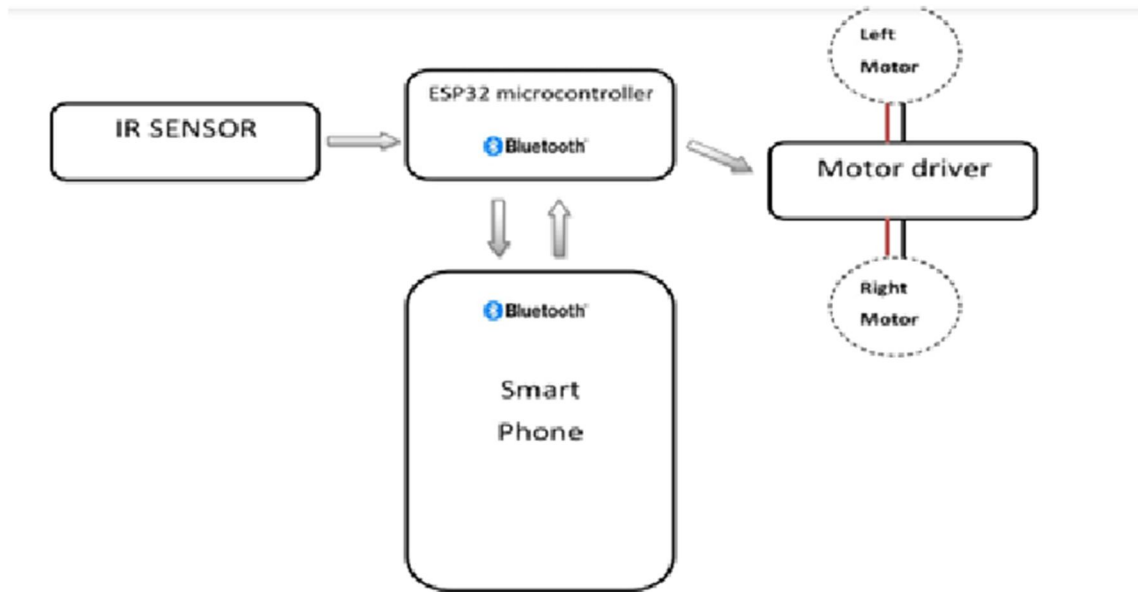 Left
Motor
ESP32 microcontroller
IR SENSOR
Bluetooth
Motor driver
Bluetooth
Right
Motor
Smart
Phone